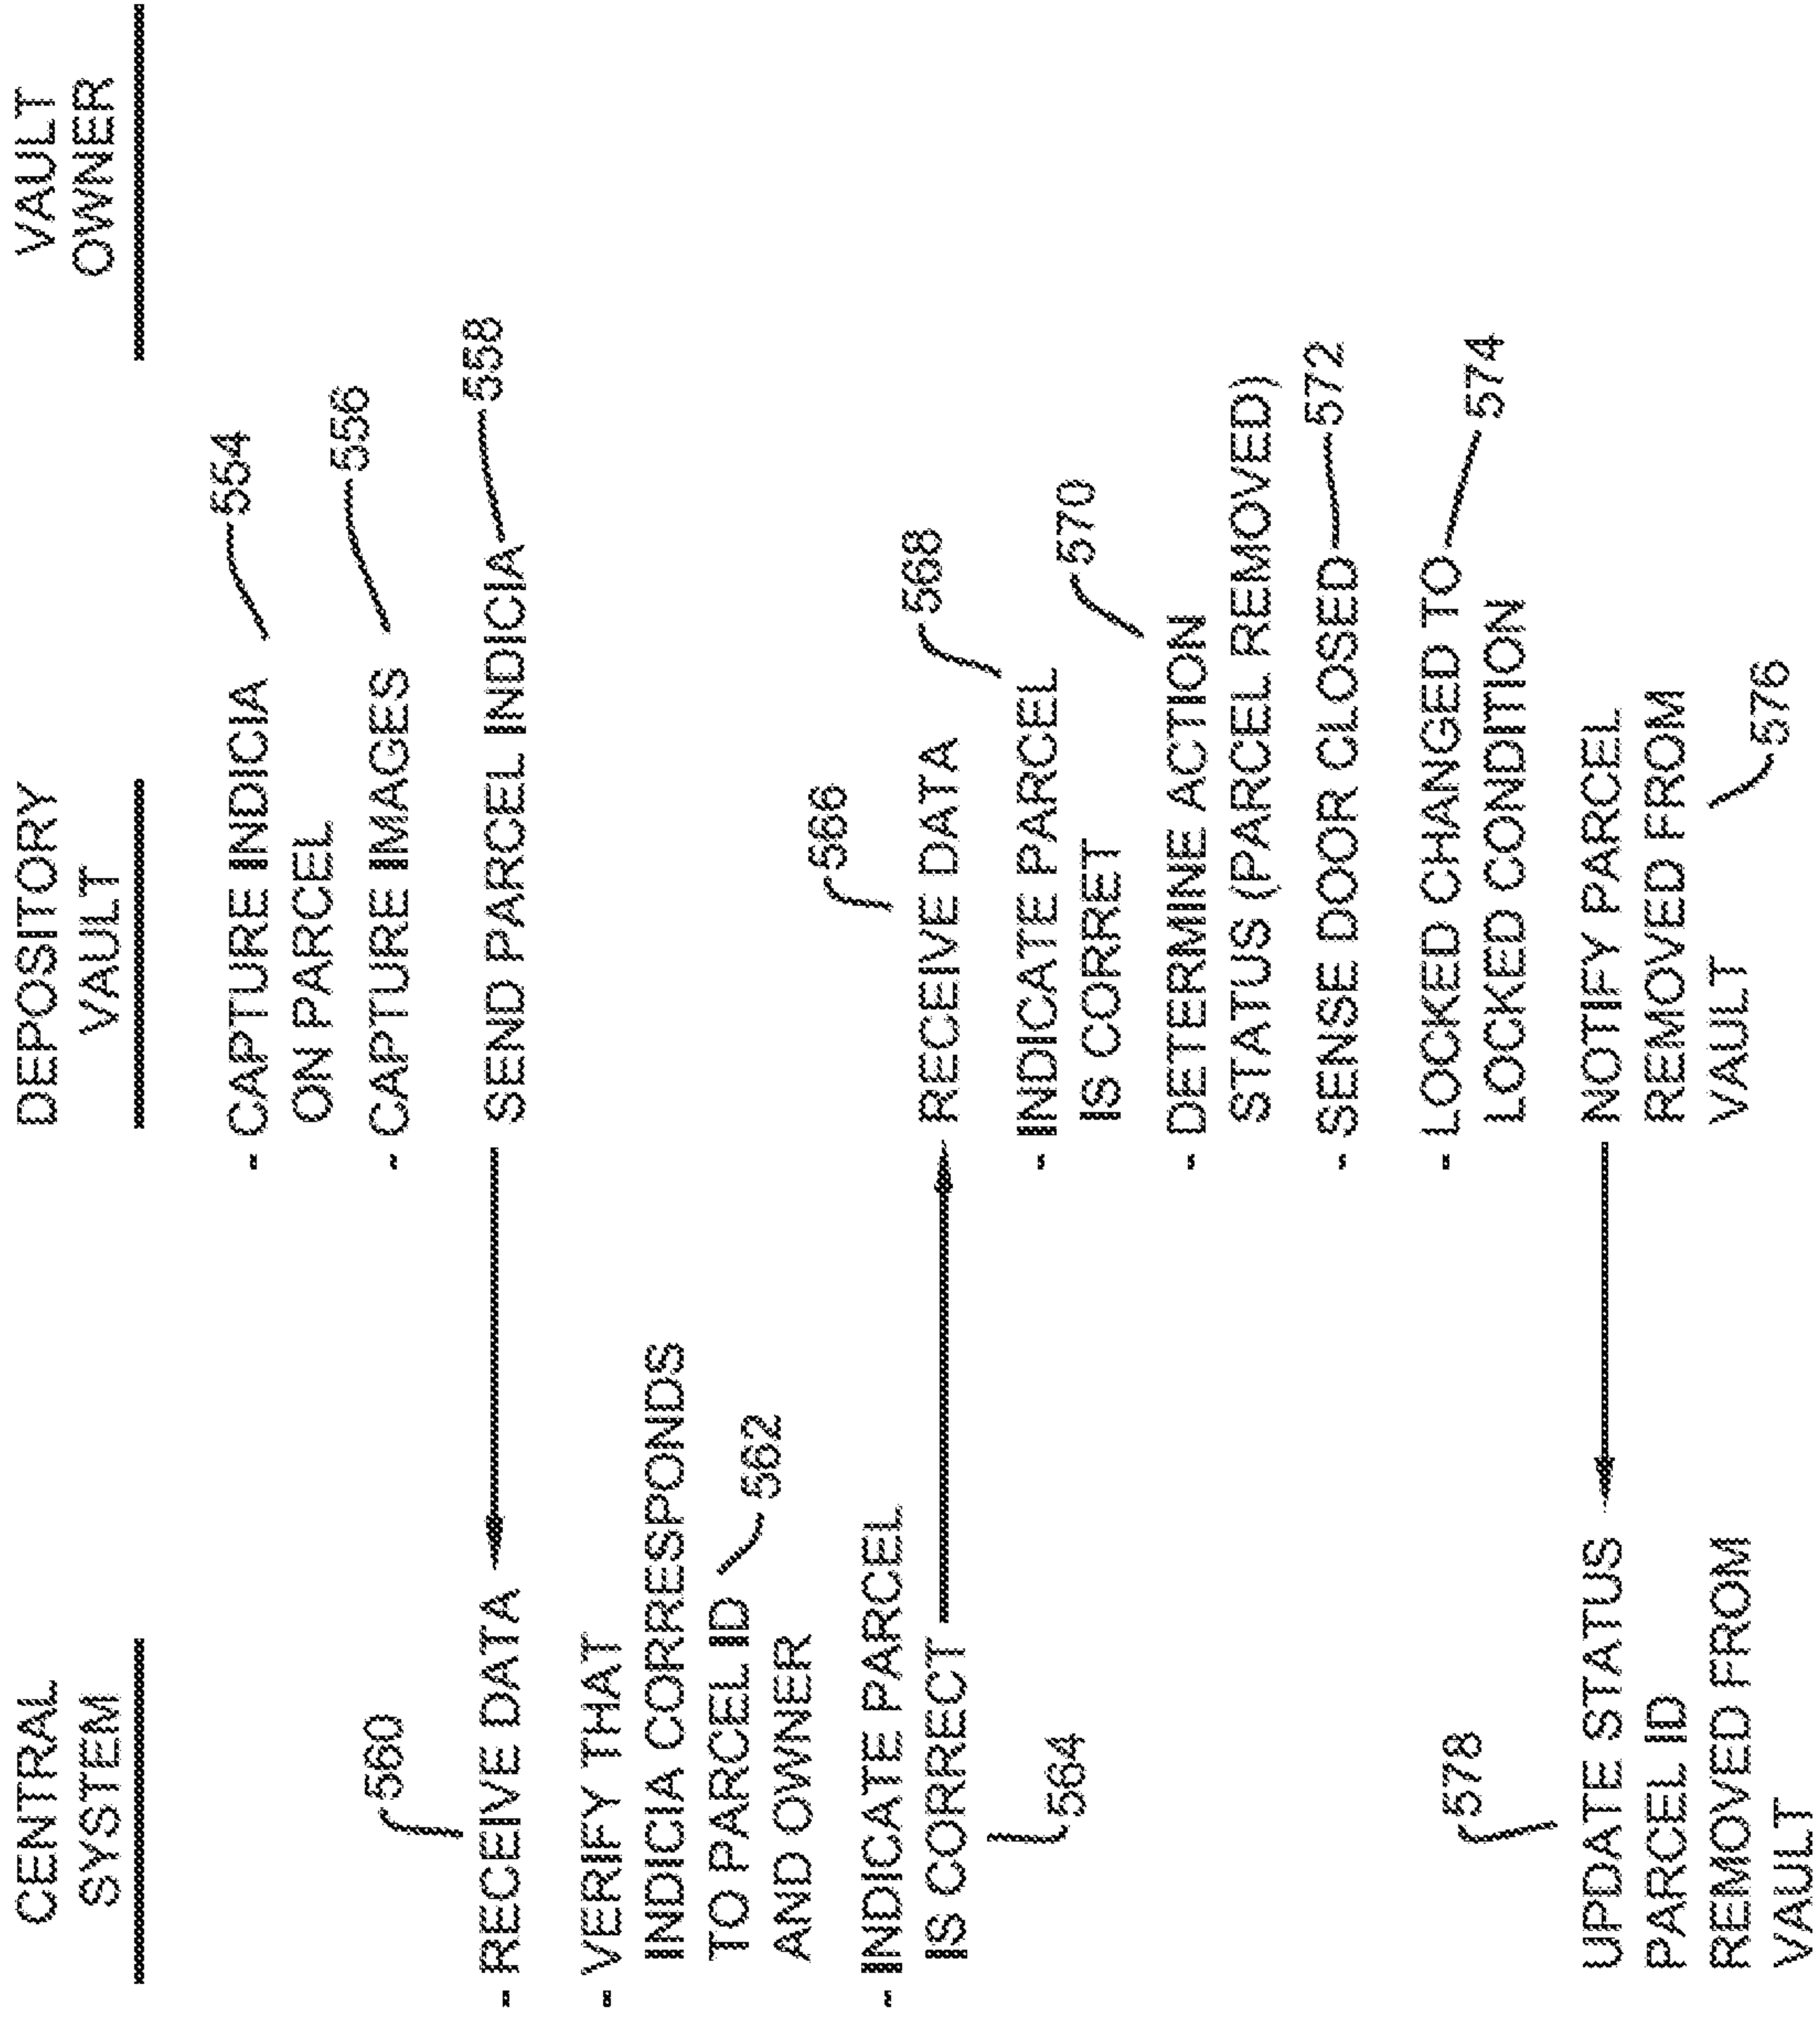 CENTRAL
SYSTEM
DEPOSITORY
VAULT
VAULT
OWNER
- CAPTURE INDICIA
ON PARCEL
554
- CAPTURE IMAGES
556
SEND PARCEL INDICIA
558
560
- RECEIVE DATA
- VERIFY THAT
INDICIA CORRESPONDS
TO PARCEL ID
AND OWNER
562
- INDICATE PARCEL
IS CORRECT
564
566
RECEIVE DATA
- INDICATE PARCEL
IS CORRET
568
- DETERMINE ACTION
STATUS (PARCEL REMOVED)
570
- SENSE DOOR CLOSED
572
- LOCKED CHANGED TO
LOCKED CONDITION
574
NOTIFY PARCEL
REMOVED FROM
VAULT
576
578
UPDATE STATUS
PARCEL ID
REMOVED FROM
VAULT